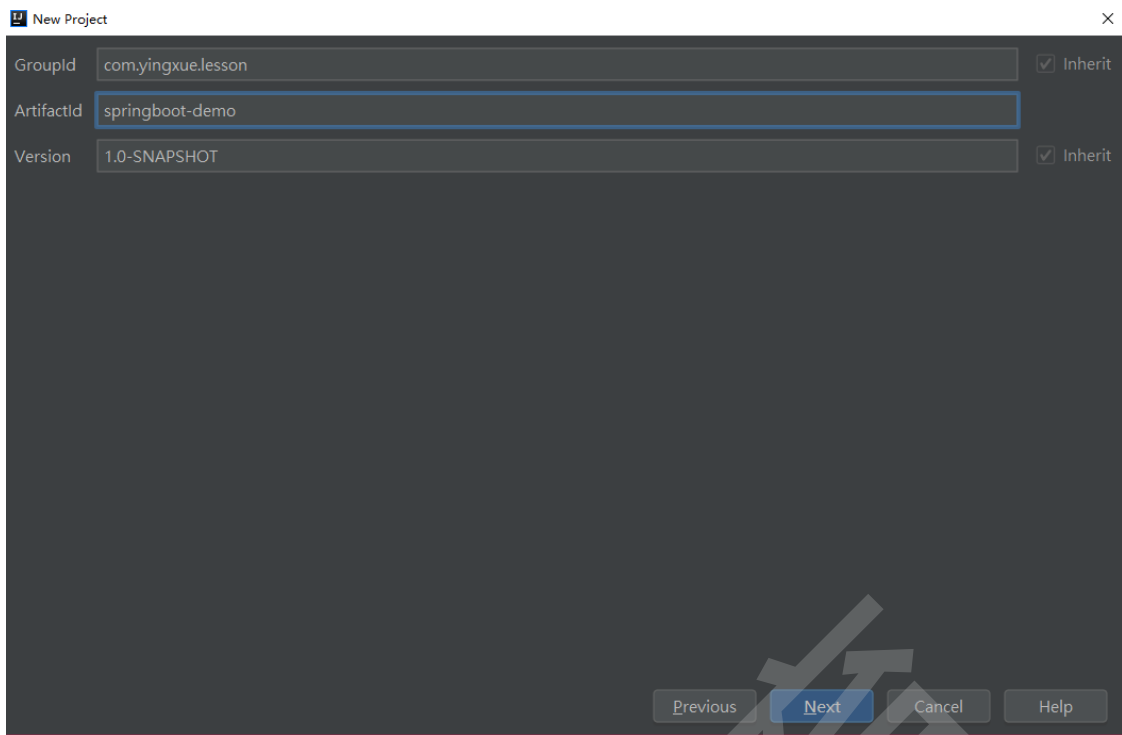 New Project
GroupId com.yingxue.lesson Inherit
ArtifactId springboot-demo
Version 1.0-SNAPSHOT Inherit
Previous Next Cancel Help